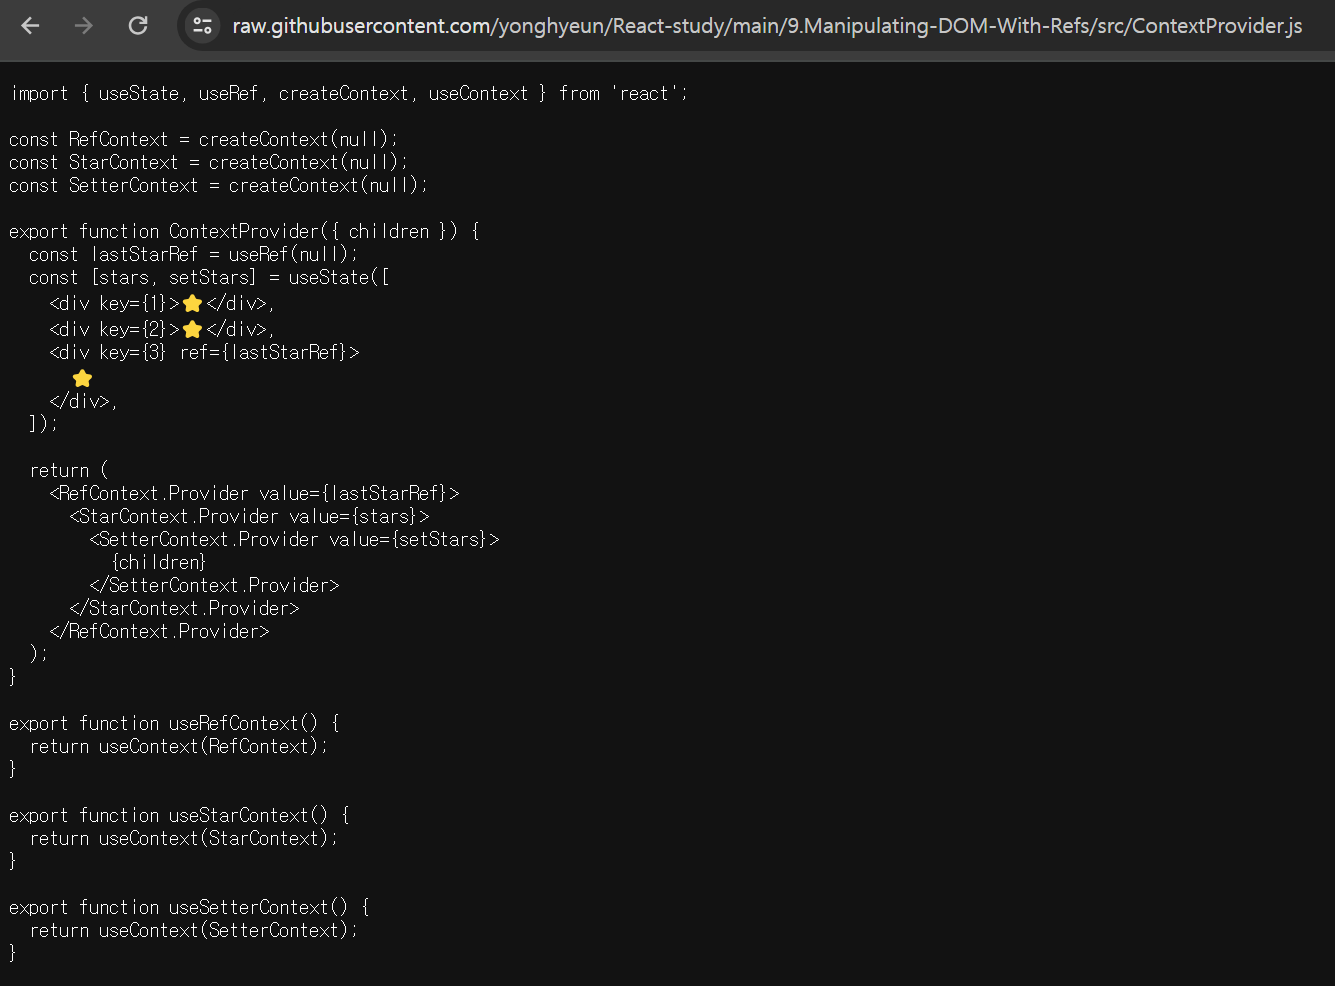 raw.githubusercontent.com/yonghyeun/React-study/main/9.Manipulating-DOM-With-Refs/src/ContextProvider.js
import { useState, useRef, createContext, useContext } from 'react';
const RefContext = createContext(null);
const StarContext = createContext(null);
const SetterContext = createContext(null);
export function ContextProvider({ children }) {
  const lastStarRef = useRef(null);
  const [stars, setStars] = useState([
    <div key={1}>⭐</div>,
    <div key={2}>⭐</div>,
    <div key={3} ref={lastStarRef}>
      ⭐
    </div>,
  ]);
  return (
    <RefContext.Provider value={lastStarRef}>
      <StarContext.Provider value={stars}>
        <SetterContext.Provider value={setStars}>
          {children}
        </SetterContext.Provider>
      </StarContext.Provider>
    </RefContext.Provider>
  );
}
export function useRefContext() {
  return useContext(RefContext);
}
export function useStarContext() {
  return useContext(StarContext);
}
export function useSetterContext() {
  return useContext(SetterContext);
}